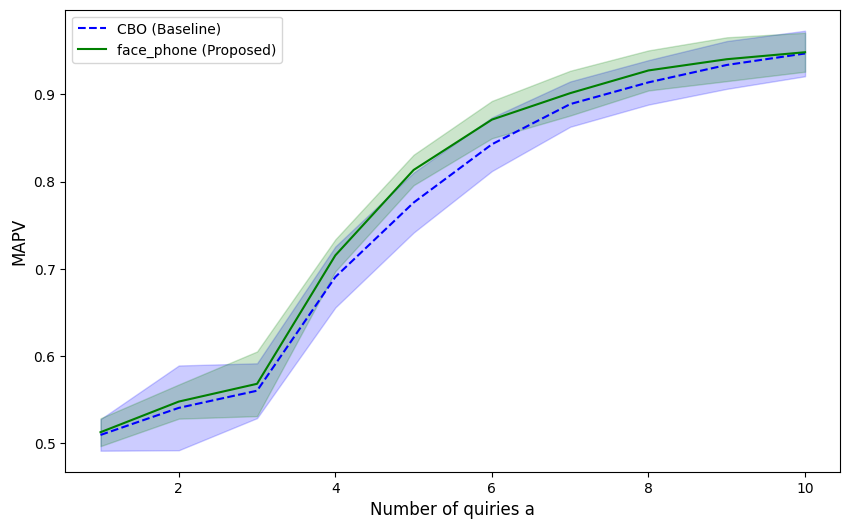 CBO (Baseline)
face_phone (Proposed)
MAPV
0.9
0.8
0.7
0.6
0.5
2 4 6 8 10
Number of quiries a